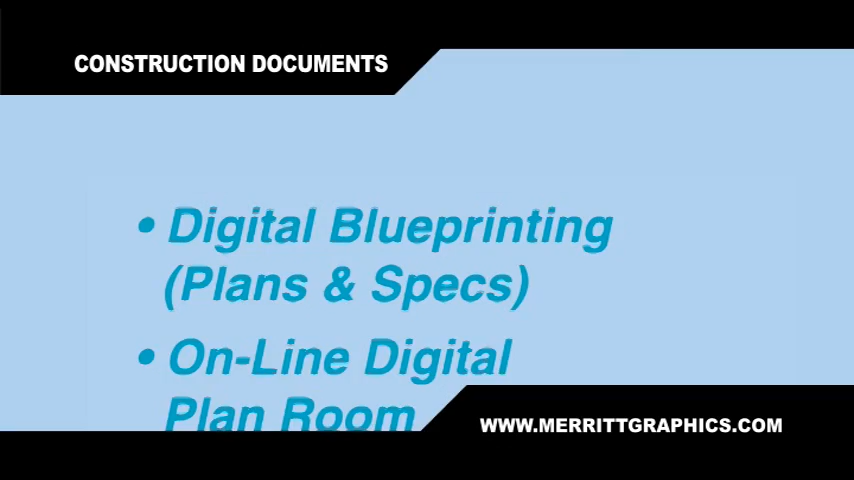 CONSTRUCTION DOCUMENTS
• Digital Blueprinting
(Plans & Specs)
• On-Line Digital
Plan Room
WWW.MERRITTGRAPHICS.COM